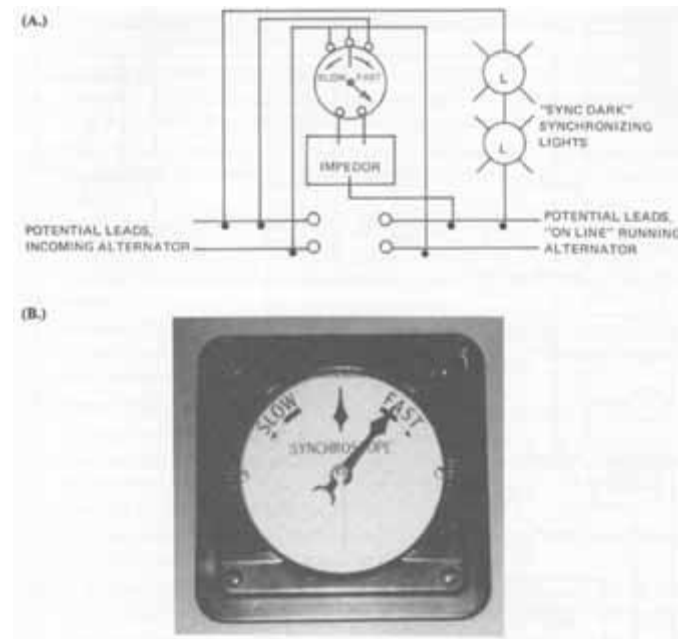 (A.)
SLOW FAST
L
"SYNC DARK"
SYNCHRONIZING
LIGHTS
L
IMPEDOR
POTENTIAL LEADS,
INCOMING ALTERNATOR
POTENTIAL LEADS,
"ON LINE" RUNNING
ALTERNATOR
(B.)
SLOW FAST
SYNCHROSCOPE